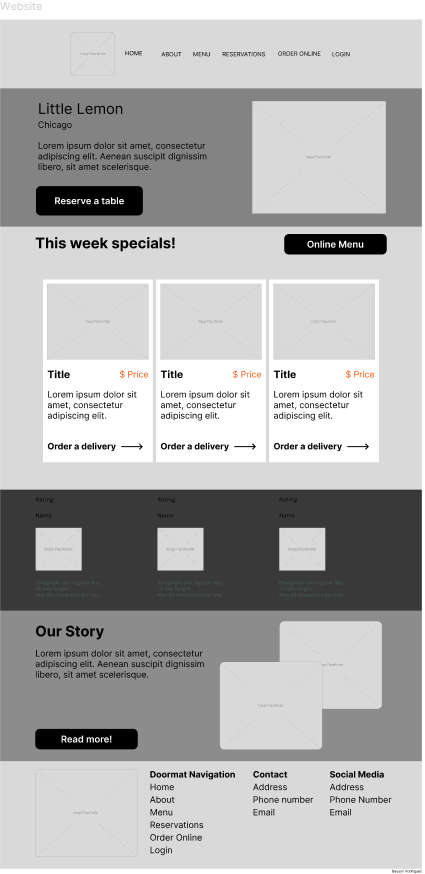 Website
Image Placeholder
HOME ABOUT MENU RESERVATIONS ORDER ONLINE LOGIN
Little Lemon
Chicago
Lorem ipsum dolor sit amet, consectetur
adipiscing elit. Aenean suscipit dignissim
libero, sit amet scelerisque.
Reserve a table
Image Placeholder
This week specials!
Online Menu
Image Placeholder
Title $ Price
Lorem ipsum dolor sit
amet, consectetur
adipiscing elit.
Order a delivery
Image Placeholder
Title $ Price
Lorem ipsum dolor sit
amet, consectetur
adipiscing elit.
Order a delivery
Image Placeholder
Title $ Price
Lorem ipsum dolor sit
amet, consectetur
adipiscing elit.
Order a delivery
Rating
Name
Image Placeholder
Rating
Name
Image Placeholder
Rating
Name
Image Placeholder
Our Story
Lorem ipsum dolor sit amet, consectetur
adipiscing elit. Aenean suscipit dignissim
libero, sit amet scelerisque.
Read more!
Image Placeholder
Image Placeholder
Image Placeholder
Doormat Navigation
Home
About
Menu
Reservations
Order Online
Login
Contact
Address
Phone number
Email
Social Media
Address
Phone Number
Email